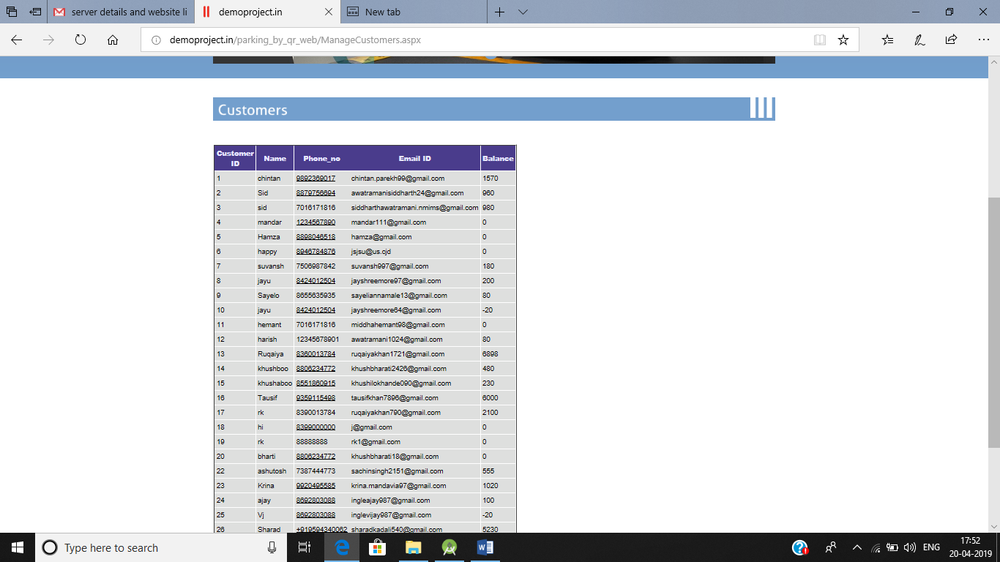 server details and website li
demoproject.in
New tab
demoproject.in/parking_by_qr_web/ManageCustomers.aspx
Customers
Customer ID Name Phone_no Email ID Balance
1 chintan 9892369017 chintan.parekh99@gmail.com 1570
2 Sid 8879756694 awatramanisiddharth24@gmail.com 960
3 sid 7016171816 siddharthawatramani.nmims@gmail.com 980
4 mandar 1234567890 mandar111@gmail.com 0
5 Hamza 8898046518 hamza@gmail.com 0
6 happy 8946784876 jsjsu@us.cjd 0
7 suvansh 7506987842 suvansh997@gmail.com 180
8 jayu 8424012504 jayshreemore97@gmail.com 200
9 Sayelo 8655635935 sayeliannamale13@gmail.com 80
10 jayu 8424012504 jayshreemore64@gmail.com -20
11 hemant 7016171816 middhahemant98@gmail.com 0
12 harish 12345678901 awatramani1024@gmail.com 80
13 Ruqaiya 8360013784 ruqaiyakhan1721@gmail.com 6898
14 khushboo 8806234772 khushbharati2426@gmail.com 480
15 khushaboo 8551860915 khushilokhande090@gmail.com 230
16 Tausif 9359115498 tausifkhan7896@gmail.com 6000
17 rk 8390013784 ruqaiyakhan790@gmail.com 2100
18 hi 8399000000 j@gmail.com 0
19 rk 88888888 rk1@gmail.com 0
20 bharti 8806234772 khushbharati18@gmail.com 0
22 ashutosh 7387444773 sachinsingh2151@gmail.com 555
23 Krina 9920495585 krina.mandavia97@gmail.com 1020
24 ajay 8692803088 ingleajay987@gmail.com 100
25 Vj 8692803088 inglevijay987@gmail.com -20
26 Sharad +919594340062 sharadkadali540@gmail.com 5230
Type here to search
ENG
17:52
20-04-2019